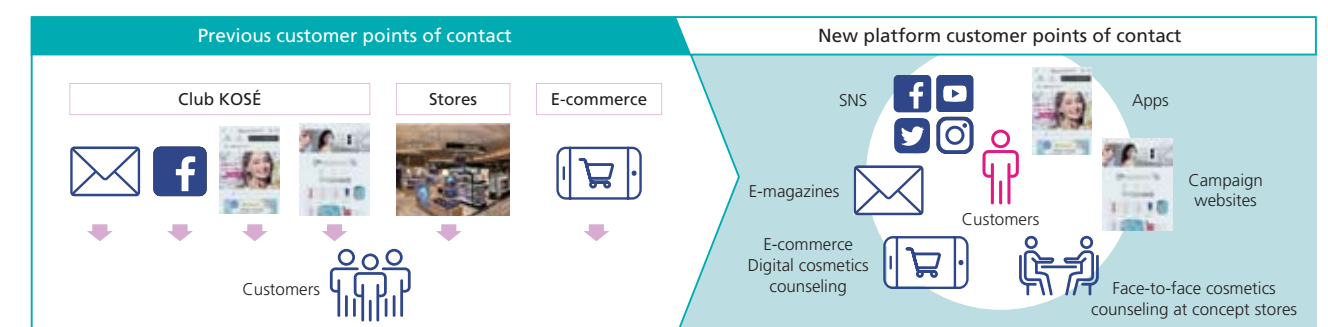 Previous customer points of contact
New platform customer points of contact
Club KOSÉ
Stores
E-commerce
Customers
SNS
Apps
E-magazines
Campaign
websites
Customers
E-commerce
Digital cosmetics
counseling
Face-to-face cosmetics
counseling at concept stores